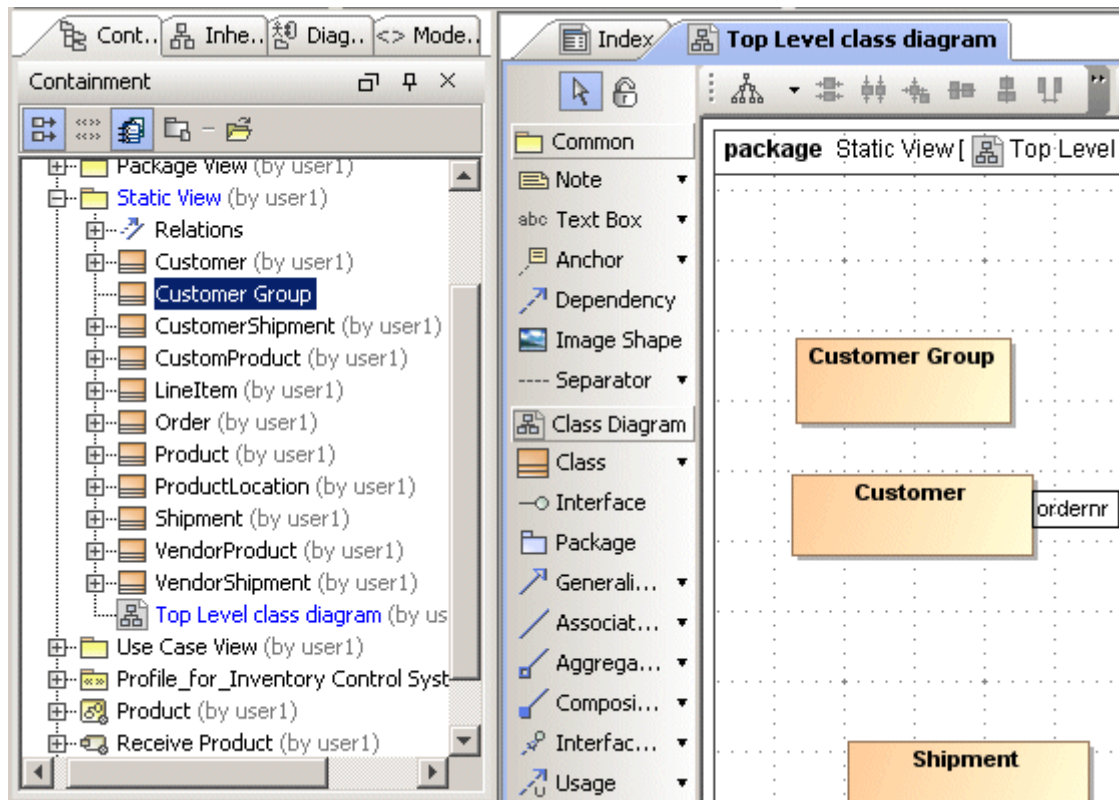 Cont..
Inhe..
Diag..
<> Mode..
Containment
Package View (by user1)
Static View (by user1)
Relations
Customer (by user1)
Customer Group
CustomerShipment (by user1)
CustomProduct (by user1)
LineItem (by user1)
Order (by user1)
Product (by user1)
ProductLocation (by user1)
Shipment (by user1)
VendorProduct (by user1)
VendorShipment (by user1)
Top Level class diagram (by us
Use Case View (by user1)
Profile_for_Inventory Control Syst
Product (by user1)
Receive Product (by user1)
Index
Top Level class diagram
Common
Note
abc Text Box
Anchor
Dependency
Image Shape
Separator
Class Diagram
Class
Interface
Package
Generali...
Associat...
Aggrega...
Composi...
Interfac...
Usage
package Static View[ Top Level
Customer Group
Customer
ordernr
Shipment